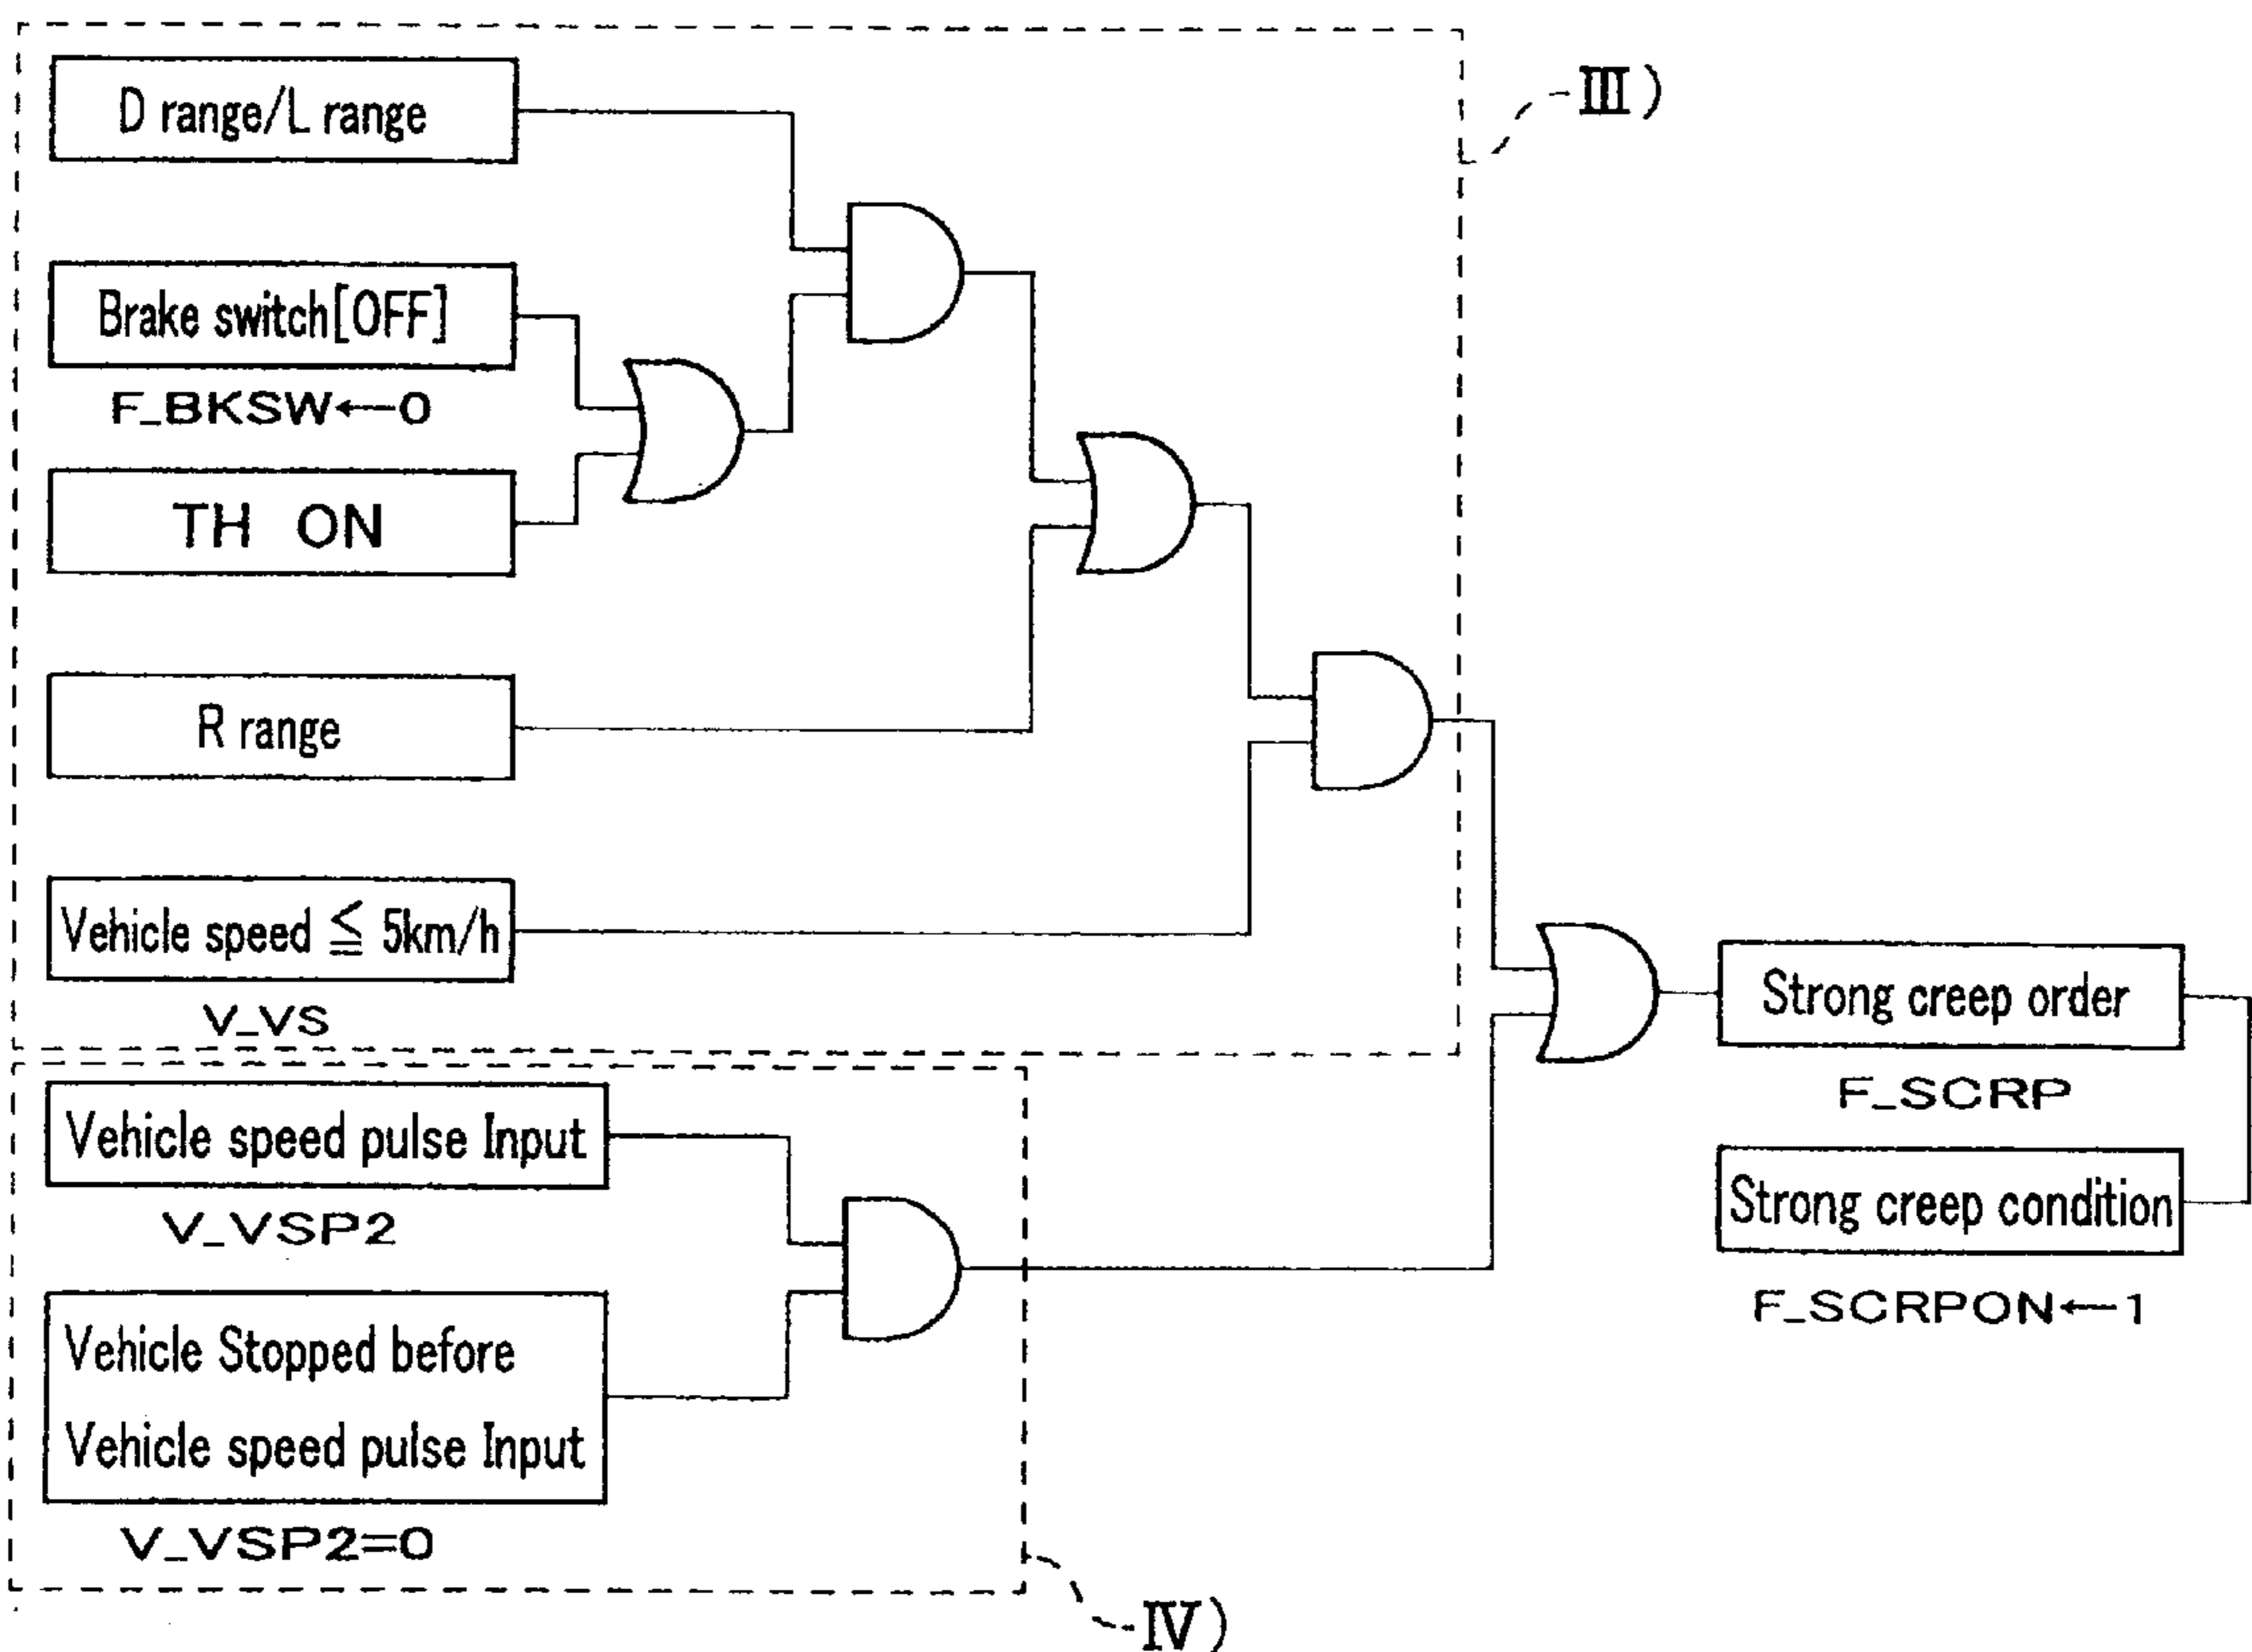 D range/L range
III)
Brake switch[OFF]
F_BKSW←0
TH ON
R range
Vehicle speed ≦ 5km/h
V_VS
Strong creep order
F_SCRP
Vehicle speed pulse Input
V_VSP2
Strong creep condition
F_SCRPON←1
Vehicle Stopped before
Vehicle speed pulse Input
V_VSP2=0
IV)